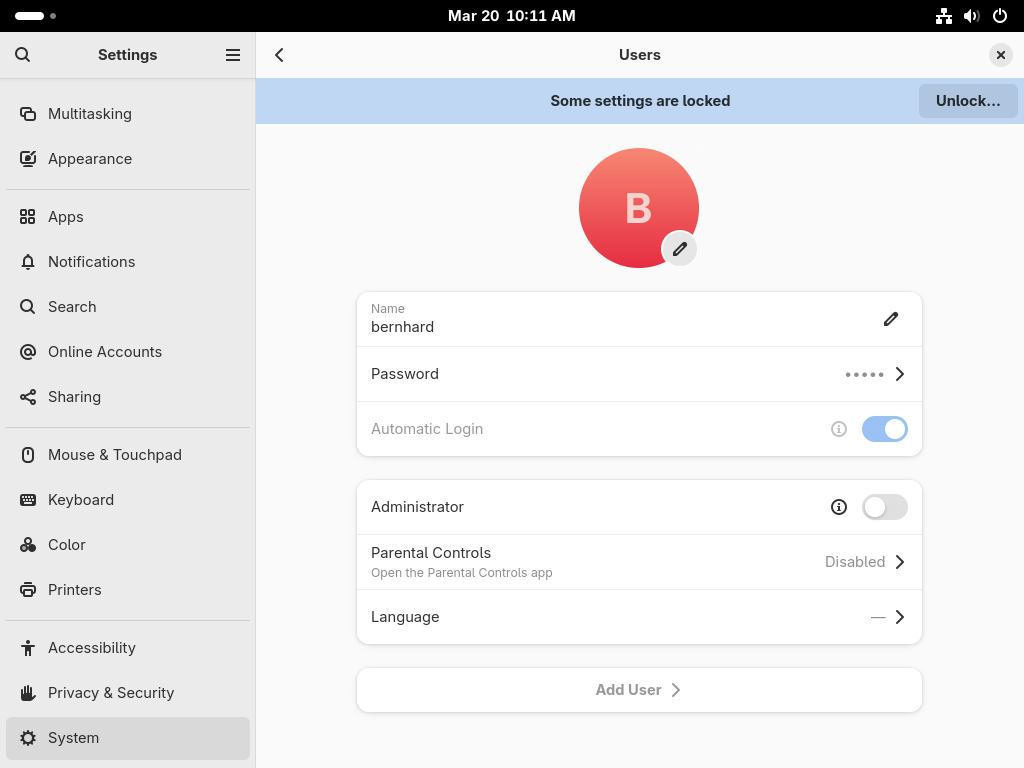 Mar 20 10:11 AM
Settings
Users
Some settings are locked
Unlock…
Multitasking
Appearance
Apps
Notifications
Search
Online Accounts
Sharing
Mouse & Touchpad
Keyboard
Color
Printers
Accessibility
Privacy & Security
System
B
Name
bernhard
Password
●●●●●
Automatic Login
Administrator
Parental Controls
Open the Parental Controls app
Disabled
Language
—
Add User